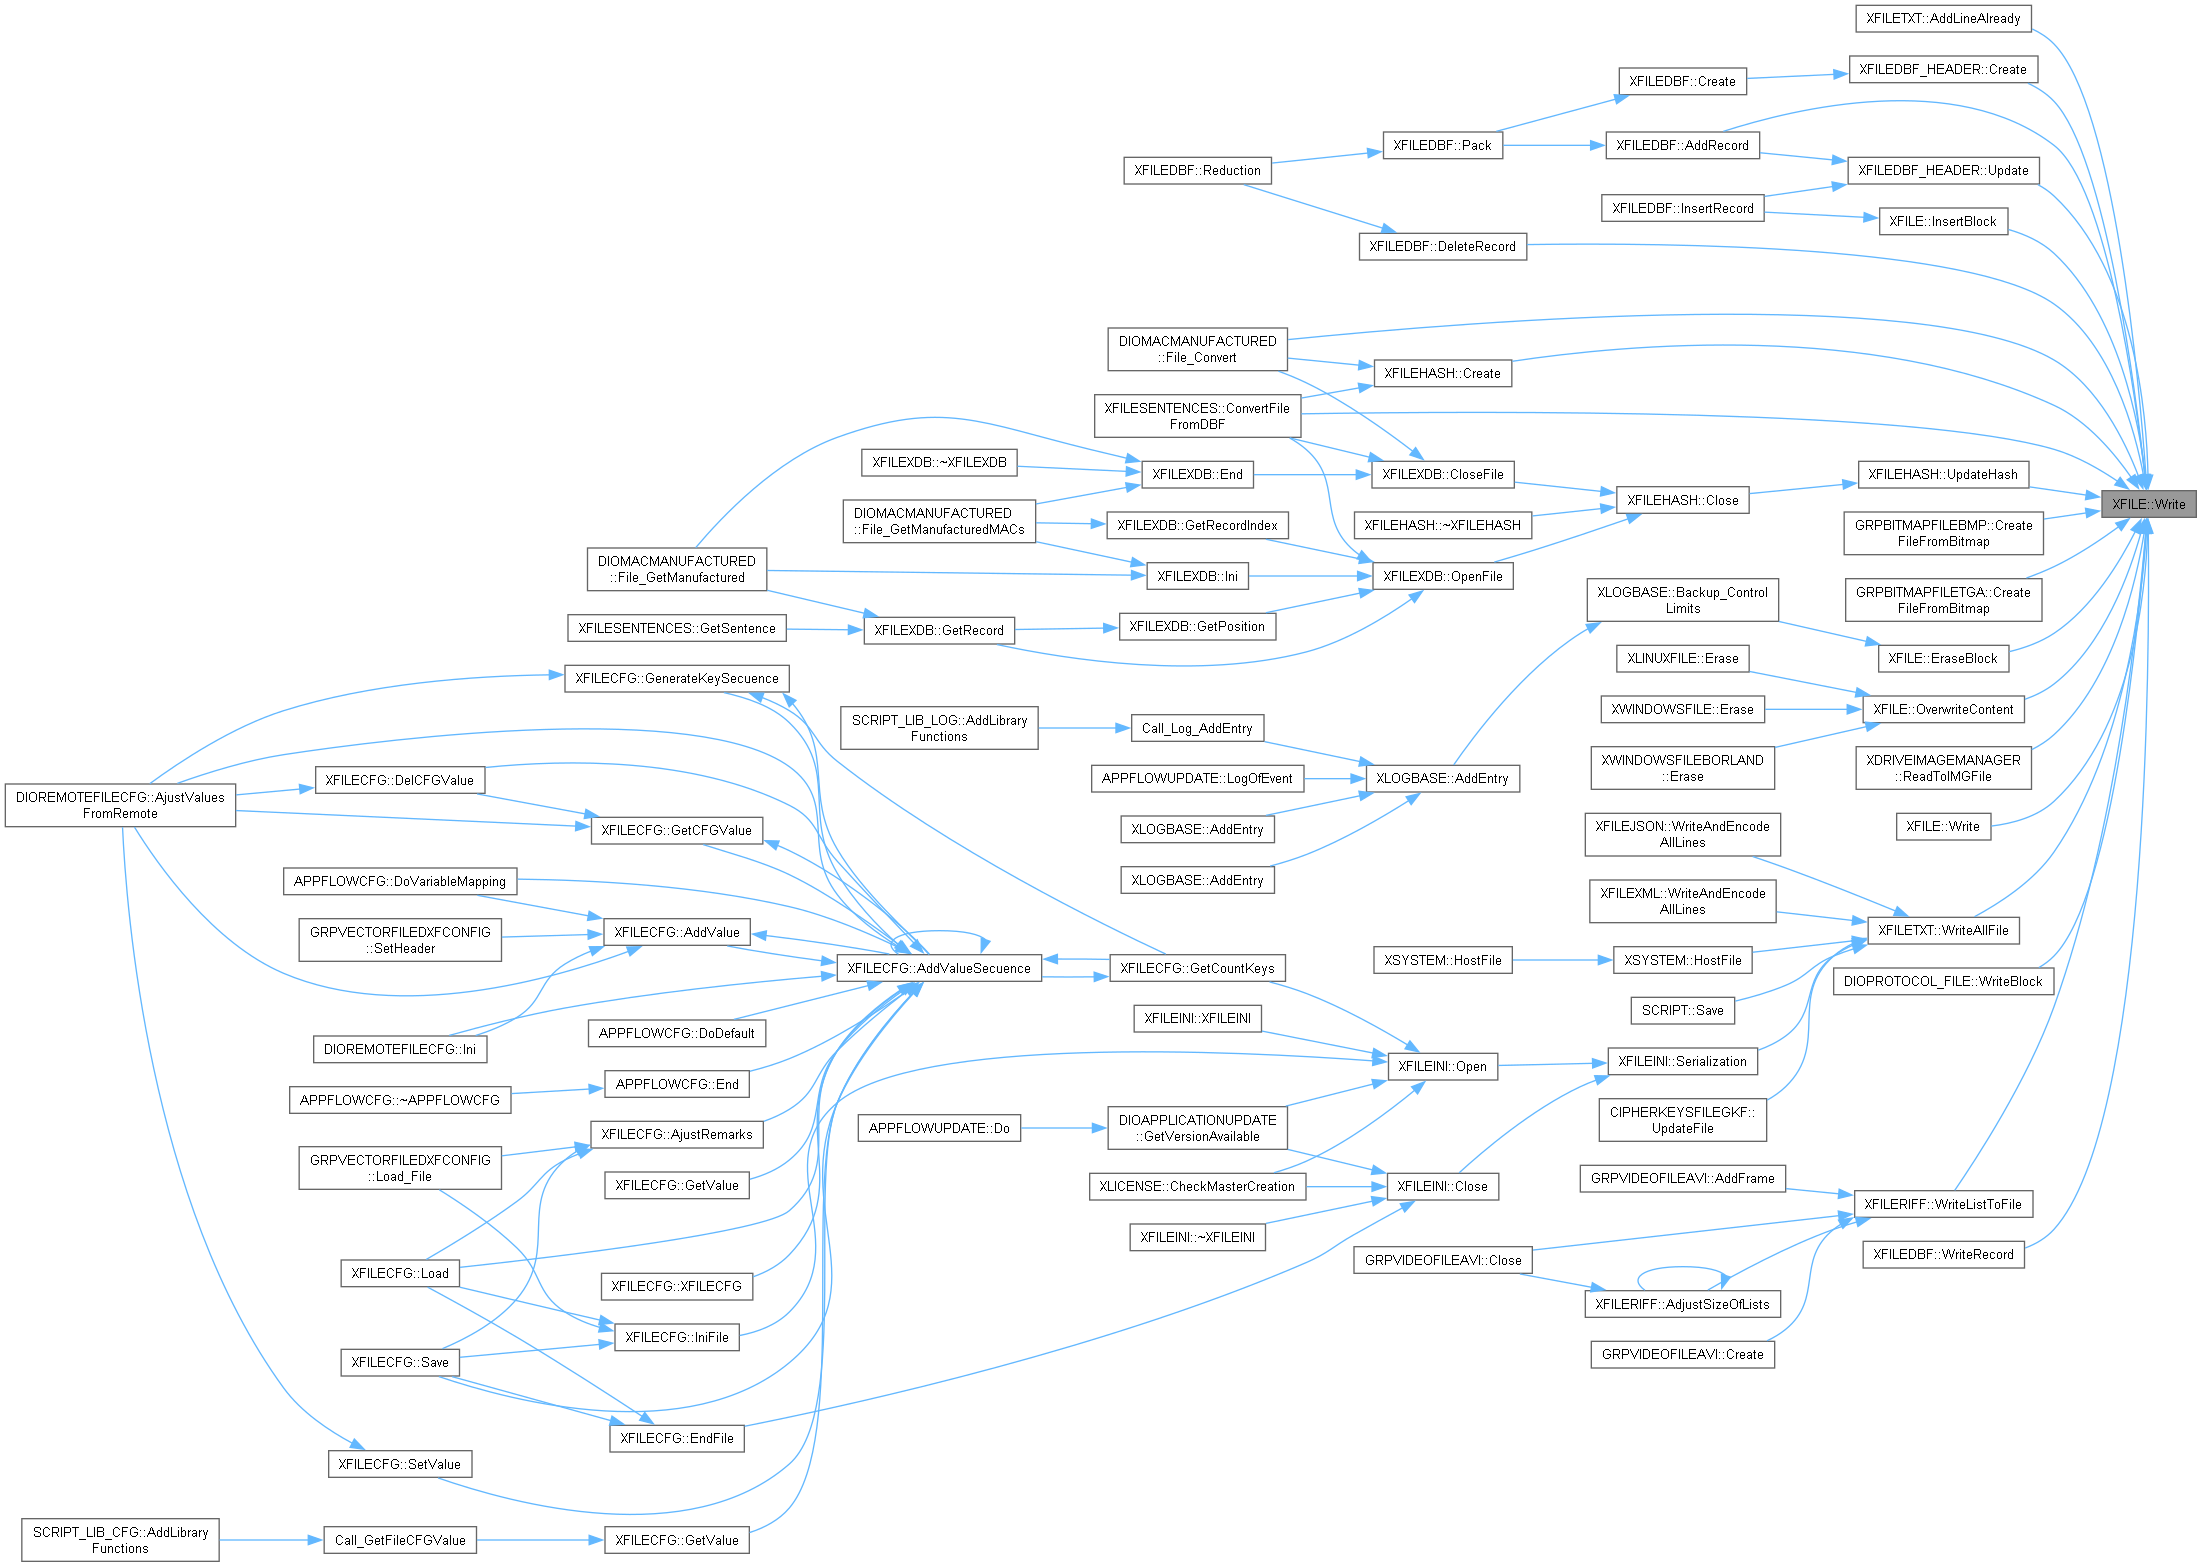 XFILETXT::AddLineAlready
XFILEDBF_HEADER::Create
XFILEDBF::Create
XFILEDBF::Pack
XFILEDBF::AddRecord
XFILEDBF::Reduction
XFILEDBF_HEADER::Update
XFILEDBF::InsertRecord
XFILE::InsertBlock
XFILEDBF::DeleteRecord
DIOMACMANUFACTURED
::File_Convert
XFILEHASH::Create
XFILESENTENCES::ConvertFile
FromDBF
XFILEXDB::~XFILEXDB
XFILEXDB::End
XFILEXDB::CloseFile
XFILEHASH::UpdateHash
XFILEHASH::Close
XFILE::Write
DIOMACMANUFACTURED
::File_GetManufacturedMACs
XFILEXDB::GetRecordIndex
XFILEHASH::~XFILEHASH
GRPBITMAPFILEBMP::Create
FileFromBitmap
DIOMACMANUFACTURED
::File_GetManufactured
XFILEXDB::Ini
XFILEXDB::OpenFile
GRPBITMAPFILETGA::Create
FileFromBitmap
XLOGBASE::Backup_Control
Limits
XFILESENTENCES::GetSentence
XFILEXDB::GetRecord
XFILEXDB::GetPosition
XLINUXFILE::Erase
XFILE::EraseBlock
XFILECFG::GenerateKeySecuence
XWINDOWSFILE::Erase
XFILE::OverwriteContent
SCRIPT_LIB_LOG::AddLibrary
Functions
Call_Log_AddEntry
XWINDOWSFILEBORLAND
::Erase
XDRIVEIMAGEMANAGER
::ReadToIMGFile
DIOREMOTEFILECFG::AjustValues
FromRemote
XFILECFG::DelCFGValue
APPFLOWUPDATE::LogOfEvent
XLOGBASE::AddEntry
XFILECFG::GetCFGValue
XLOGBASE::AddEntry
XFILEJSON::WriteAndEncode
AllLines
XFILE::Write
APPFLOWCFG::DoVariableMapping
XLOGBASE::AddEntry
XFILEXML::WriteAndEncode
AllLines
GRPVECTORFILEDXFCONFIG
::SetHeader
XFILECFG::AddValue
XFILETXT::WriteAllFile
XFILECFG::AddValueSecuence
XFILECFG::GetCountKeys
XSYSTEM::HostFile
XSYSTEM::HostFile
DIOPROTOCOL_FILE::WriteBlock
SCRIPT::Save
XFILEINI::XFILEINI
APPFLOWCFG::DoDefault
DIOREMOTEFILECFG::Ini
XFILEINI::Open
XFILEINI::Serialization
APPFLOWCFG::End
APPFLOWCFG::~APPFLOWCFG
XFILECFG::AjustRemarks
APPFLOWUPDATE::Do
DIOAPPLICATIONUPDATE
::GetVersionAvailable
CIPHERKEYSFILEGKF::
UpdateFile
GRPVECTORFILEDXFCONFIG
::Load_File
XFILECFG::GetValue
XLICENSE::CheckMasterCreation
XFILEINI::Close
GRPVIDEOFILEAVI::AddFrame
XFILERIFF::WriteListToFile
XFILEINI::~XFILEINI
GRPVIDEOFILEAVI::Close
XFILEDBF::WriteRecord
XFILECFG::Load
XFILECFG::XFILECFG
XFILERIFF::AdjustSizeOfLists
XFILECFG::IniFile
XFILECFG::Save
GRPVIDEOFILEAVI::Create
XFILECFG::EndFile
XFILECFG::SetValue
SCRIPT_LIB_CFG::AddLibrary
Functions
Call_GetFileCFGValue
XFILECFG::GetValue